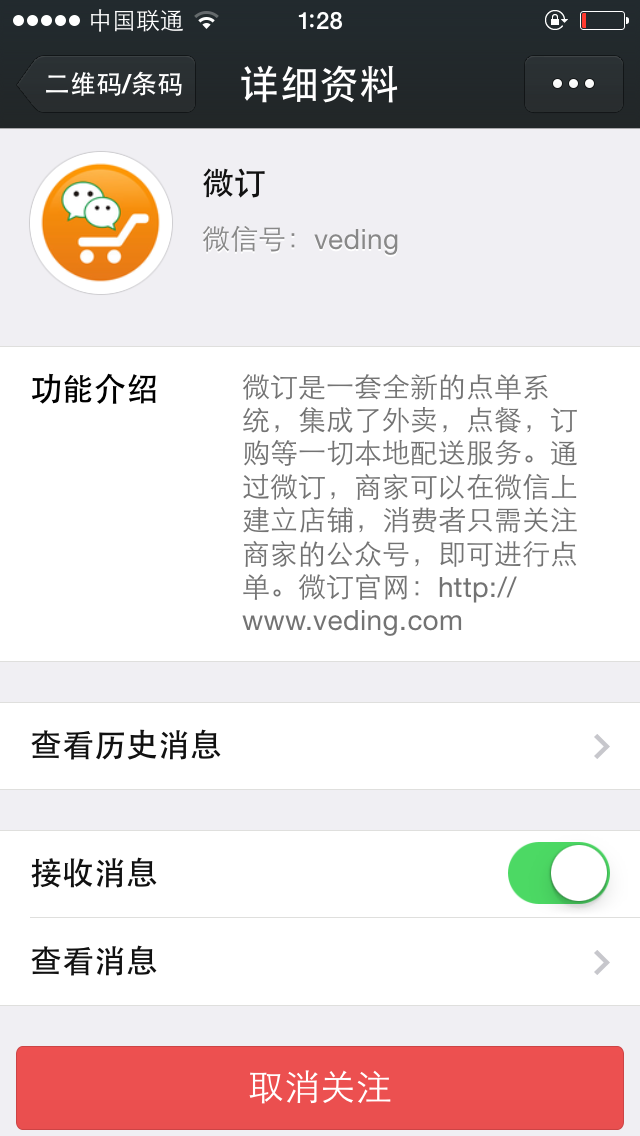 中国联通 1:28
二维码/条码 详细资料
微订
微信号：veding
功能介绍
微订是一套全新的点单系
统，集成了外卖，点餐，订
购等一切本地配送服务。通
过微订，商家可以在微信上
建立店铺，消费者只需关注
商家的公众号，即可进行点
单。微订官网：http://
www.veding.com
查看历史消息
接收消息
查看消息
取消关注